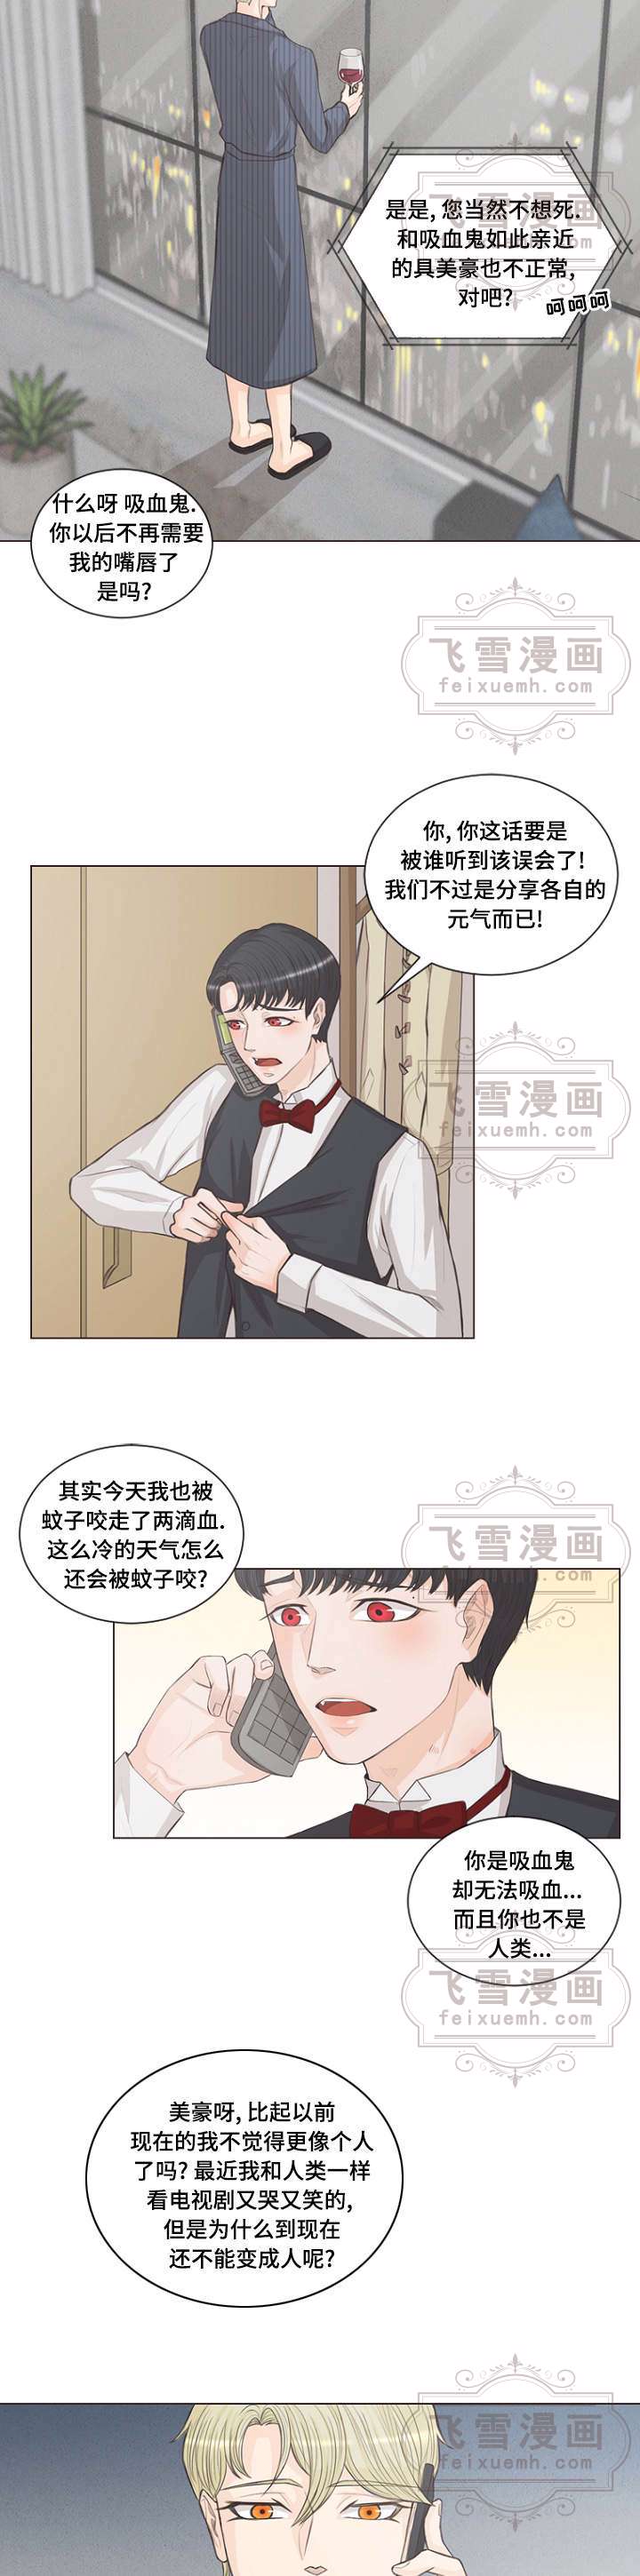 是是, 您当然不想死.
和吸血鬼如此亲近
的具美豪也不正常,
对吧?
呵呵呵
什么呀 吸血鬼.
你以后不再需要
我的嘴唇了
是吗?
飞雪漫画
feixuemh.com
你, 你这话要是
被谁听到该误会了!
我们不过是分享各自的
元气而已!
飞雪漫画
feixuemh.com
其实今天我也被
蚊子咬走了两滴血.
这么冷的天气怎么
还会被蚊子咬?
飞雪漫画
你是吸血鬼
却无法吸血...
而且你也不是
人类...
飞雪漫画
feixuemh.com
美豪呀, 比起以前
现在的我不觉得更像个人
了吗? 最近我和人类一样
看电视剧又哭又笑的,
但是为什么到现在
还不能变成人呢?
飞雪漫画
feixuemh.com